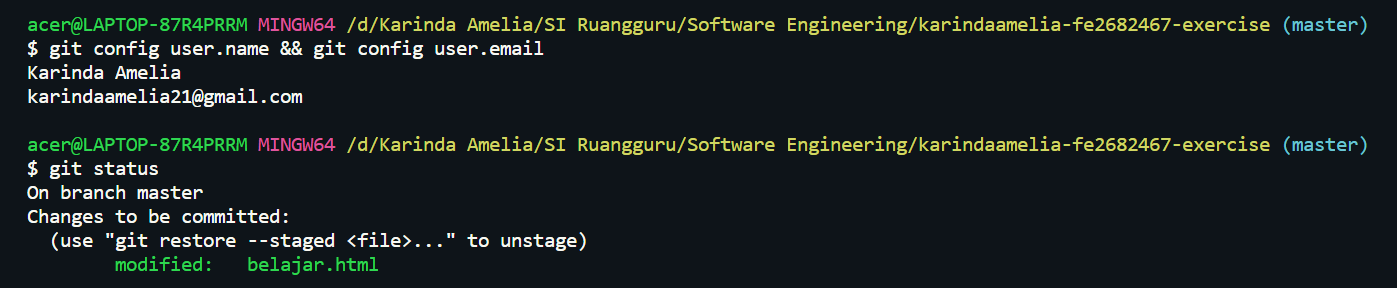 acer@LAPTOP-87R4PRRM MINGW64 /d/Karinda Amelia/SI Ruangguru/Software Engineering/karindaamelia-fe2682467-exercise (master)
$ git config user.name && git config user.email
Karinda Amelia
karindaamelia21@gmail.com
acer@LAPTOP-87R4PRRM MINGW64 /d/Karinda Amelia/SI Ruangguru/Software Engineering/karindaamelia-fe2682467-exercise (master)
$ git status
On branch master
Changes to be committed:
  (use "git restore --staged <file>..." to unstage)
        modified:   belajar.html